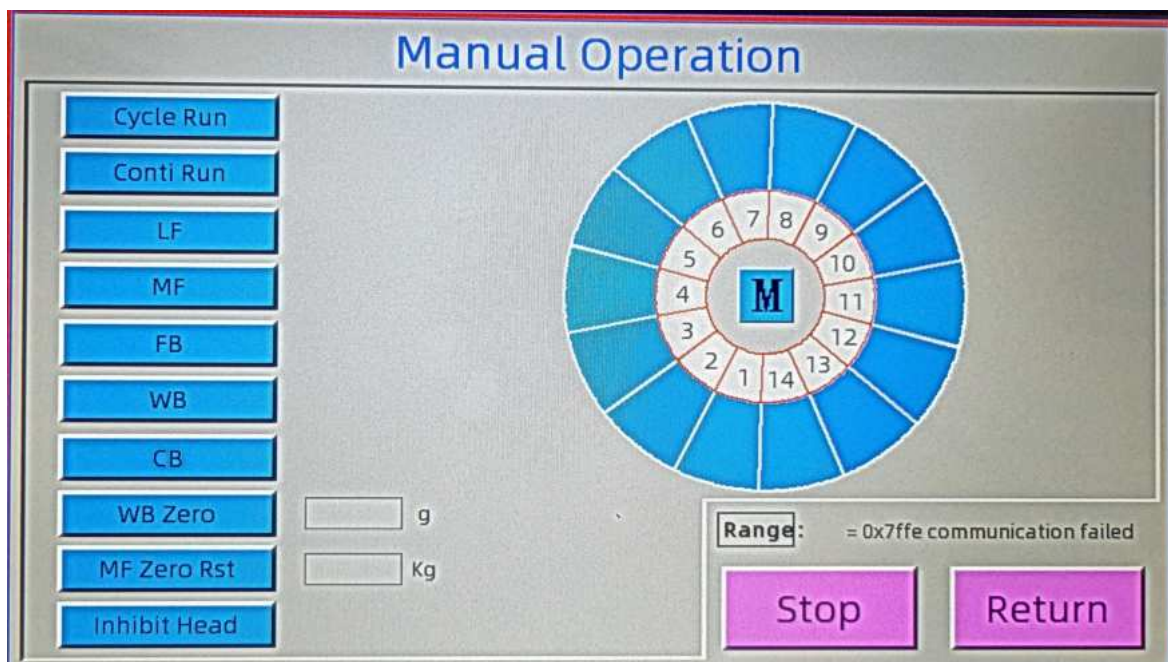 Manual Operation
Cycle Run
Conti Run
LF
MF
FB
WB
CB
WB Zero
g
MF Zero Rst
Kg
Inhibit Head
7
8
6
9
5
10
4
M
11
3
12
2
13
1
14
Range: = 0x7ffe communication failed
Stop
Return